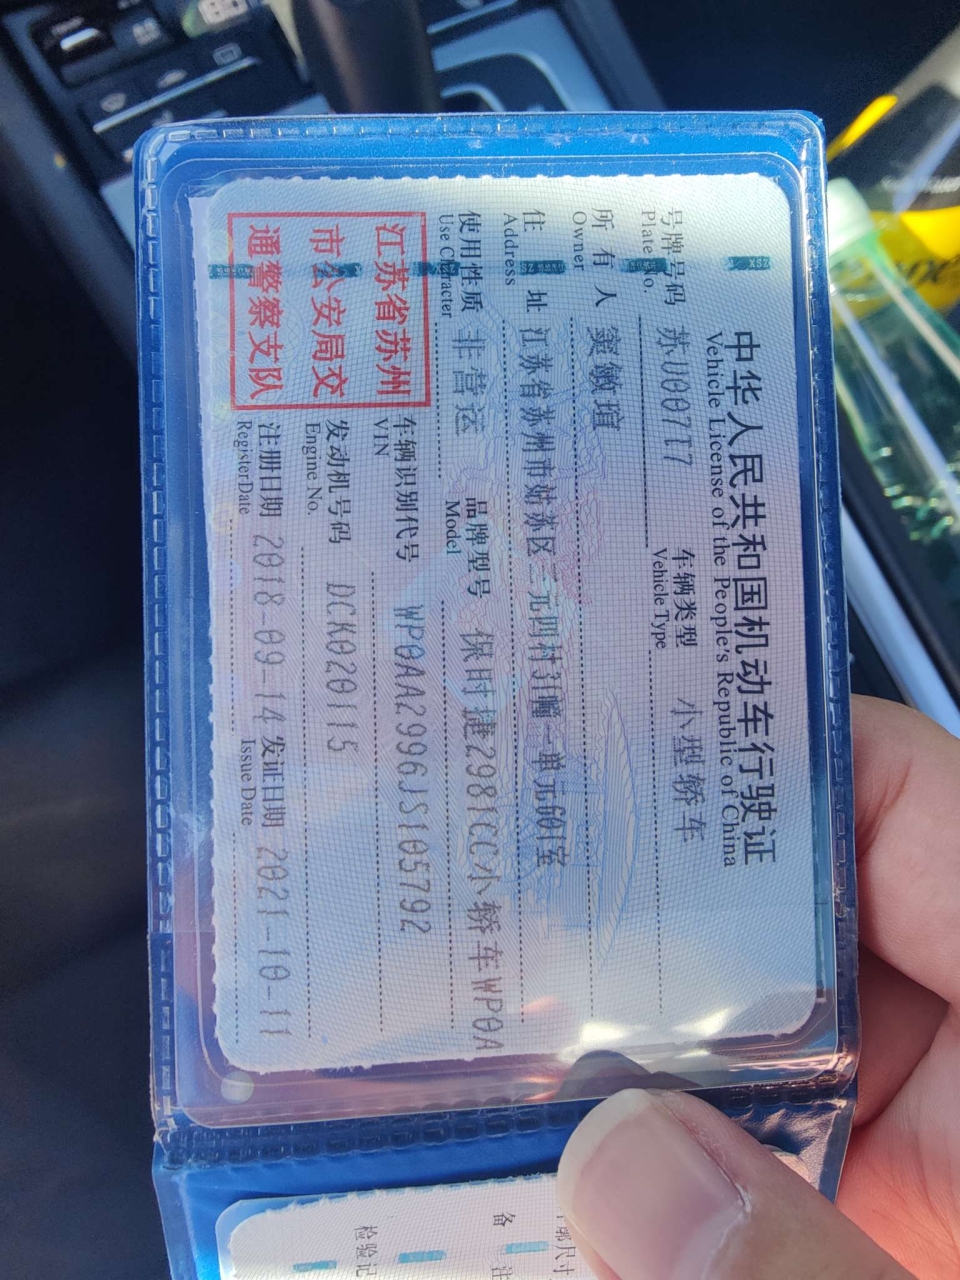 中华人民共和国机动车行驶证
Vehicle License of the People's Republic of China
号牌号码 苏U007T7 车辆类型 小型轿车
Plate No. Vehicle Type
所有人 敏瑄
Owner
住址 江苏省苏州市姑苏区三元四村31幢一单元601室
Address
使用性质 非营运 品牌型号 保时捷2981CC小轿车WP0A
Use Character Model
江苏省苏州
市公安局交
通警察支队
车辆识别代号 WP0AA2996JS105792
VIN
发动机号码 DCK020115
Engine No.
注册日期 2018-09-14 发证日期 2021-10-11
Register Date Issue Date
廓尺寸
备 注
检验记